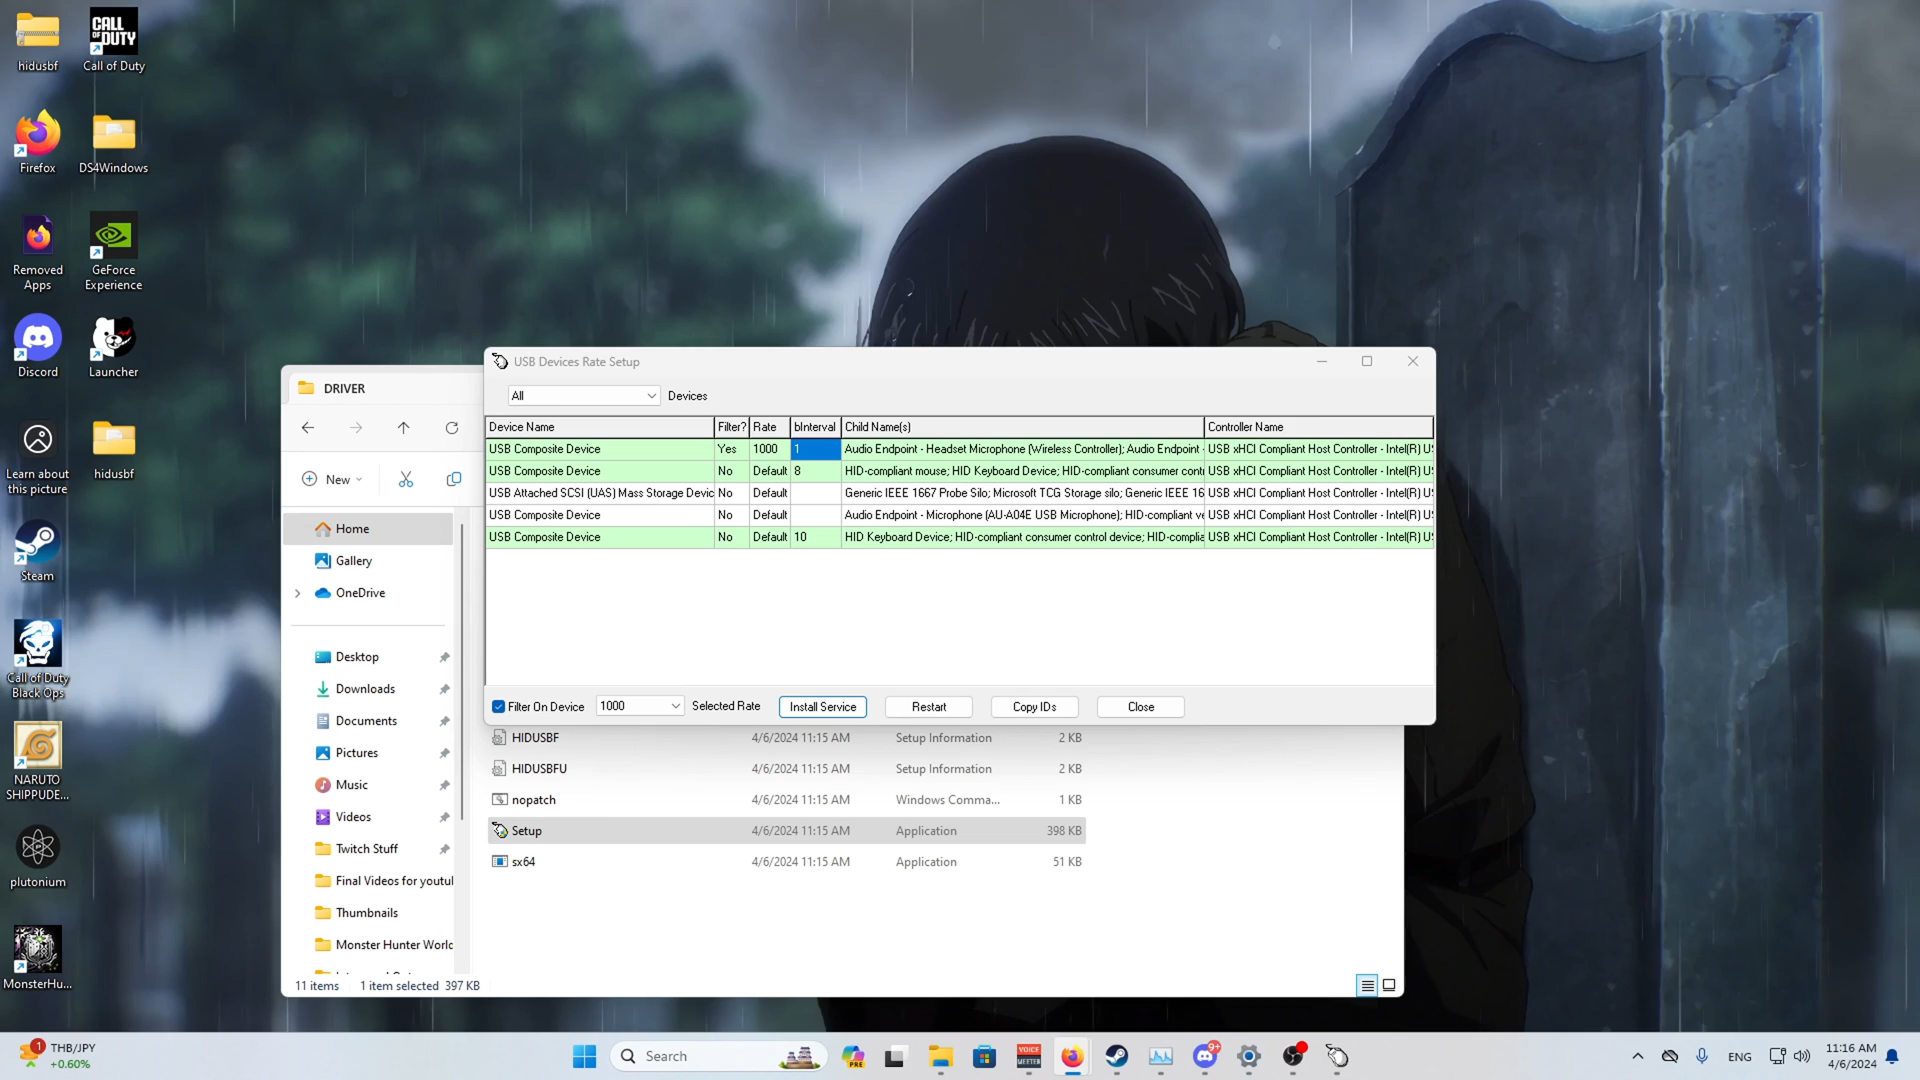 hidusbf
CALL OF DUTY
Call of Duty
Firefox
DS4Windows
Removed Apps
GeForce Experience
Discord
Launcher
Learn about this picture
hidusbf
Steam
Call of Duty Black Ops
NARUTO SHIPPUDE...
plutonium
MonsterHu...
DRIVER
New
Home
Gallery
OneDrive
Desktop
Downloads
Documents
Pictures
Music
Videos
Twitch Stuff
Final Videos for youtul
Thumbnails
Monster Hunter World
11 items 1 item selected 397 KB
USB Devices Rate Setup
All Devices
Device Name Filter? Rate bInterval Child Name(s) Controller Name
USB Composite Device Yes 1000 1 Audio Endpoint - Headset Microphone (Wireless Controller); Audio Endpoint - USB xHCI Compliant Host Controller - Intel(R) U
USB Composite Device No Default 8 HID-compliant mouse; HID Keyboard Device; HID-compliant consumer cont USB xHCI Compliant Host Controller - Intel(R) U
USB Attached SCSI (UAS) Mass Storage Devic No Default Generic IEEE 1667 Probe Silo; Microsoft TCG Storage silo; Generic IEEE 16 USB xHCI Compliant Host Controller - Intel(R) U
USB Composite Device No Default Audio Endpoint - Microphone (AU-A04E USB Microphone); HID-compliant ve USB xHCI Compliant Host Controller - Intel(R) U
USB Composite Device No Default 10 HID Keyboard Device; HID-compliant consumer control device; HID-complia USB xHCI Compliant Host Controller - Intel(R) U
Filter On Device 1000 Selected Rate Install Service Restart Copy IDs Close
HIDUSBF 4/6/2024 11:15 AM Setup Information 2 KB
HIDUSBFU 4/6/2024 11:15 AM Setup Information 2 KB
nopatch 4/6/2024 11:15 AM Windows Comma... 1 KB
Setup 4/6/2024 11:15 AM Application 398 KB
sx64 4/6/2024 11:15 AM Application 51 KB
1
THB/JPY
+0.60%
Search
PRE
VOICE MEETER
9+
ENG
11:16 AM
4/6/2024